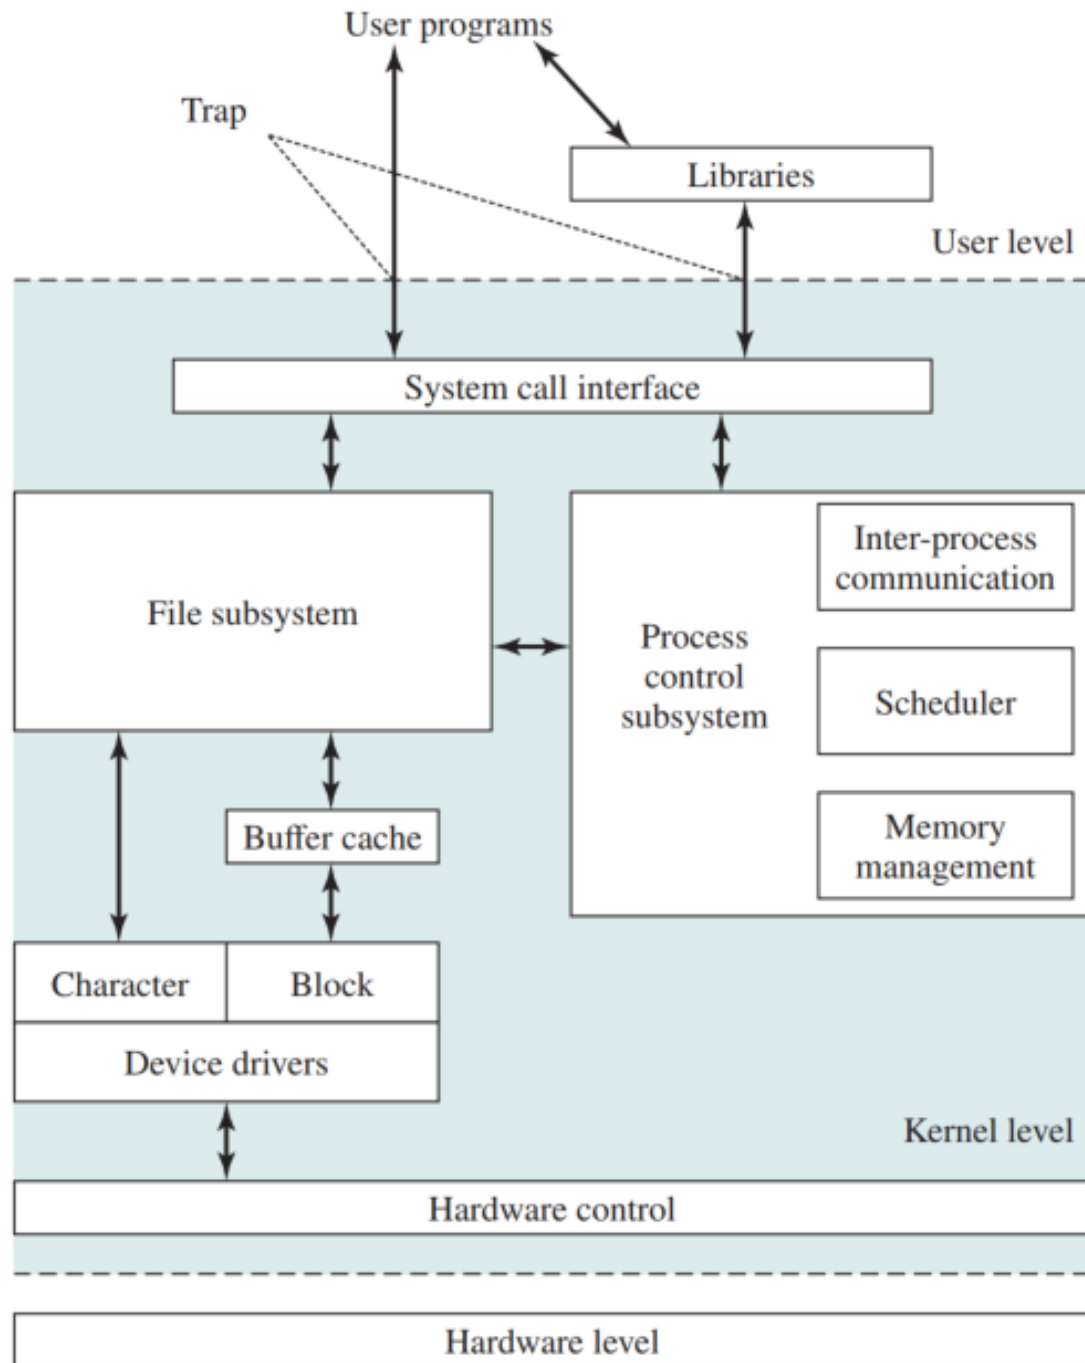 User programs
Trap
Libraries
User level
System call interface
File subsystem
Inter-process
communication
Process
control
subsystem
Scheduler
Memory
management
Buffer cache
Character
Block
Device drivers
Kernel level
Hardware control
Hardware level